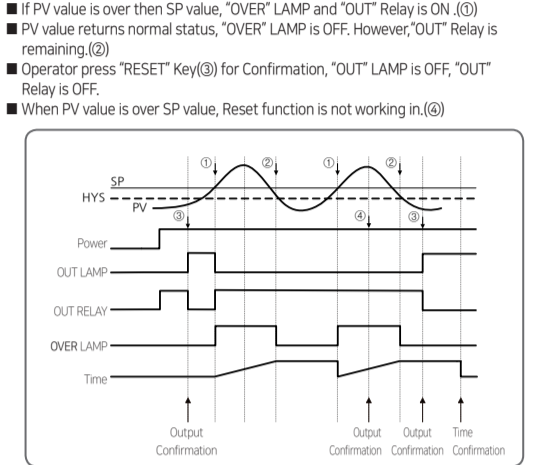 ■ If PV value is over then SP value, “OVER” LAMP and “OUT” Relay is ON .(①)
■ PV value returns normal status, “OVER” LAMP is OFF. However,“OUT” Relay is
remaining.(②)
■ Operator press “RESET” Key(③) for Confirmation, “OUT” LAMP is OFF, “OUT”
Relay is OFF.
■ When PV value is over SP value, Reset function is not working in.(④)
① ② ① ②
SP
HYS
PV
③ ④ ③
Power
OUT LAMP
OUT RELAY
OVER LAMP
Time
Output Output Output Time
Confirmation Confirmation Confirmation Confirmation